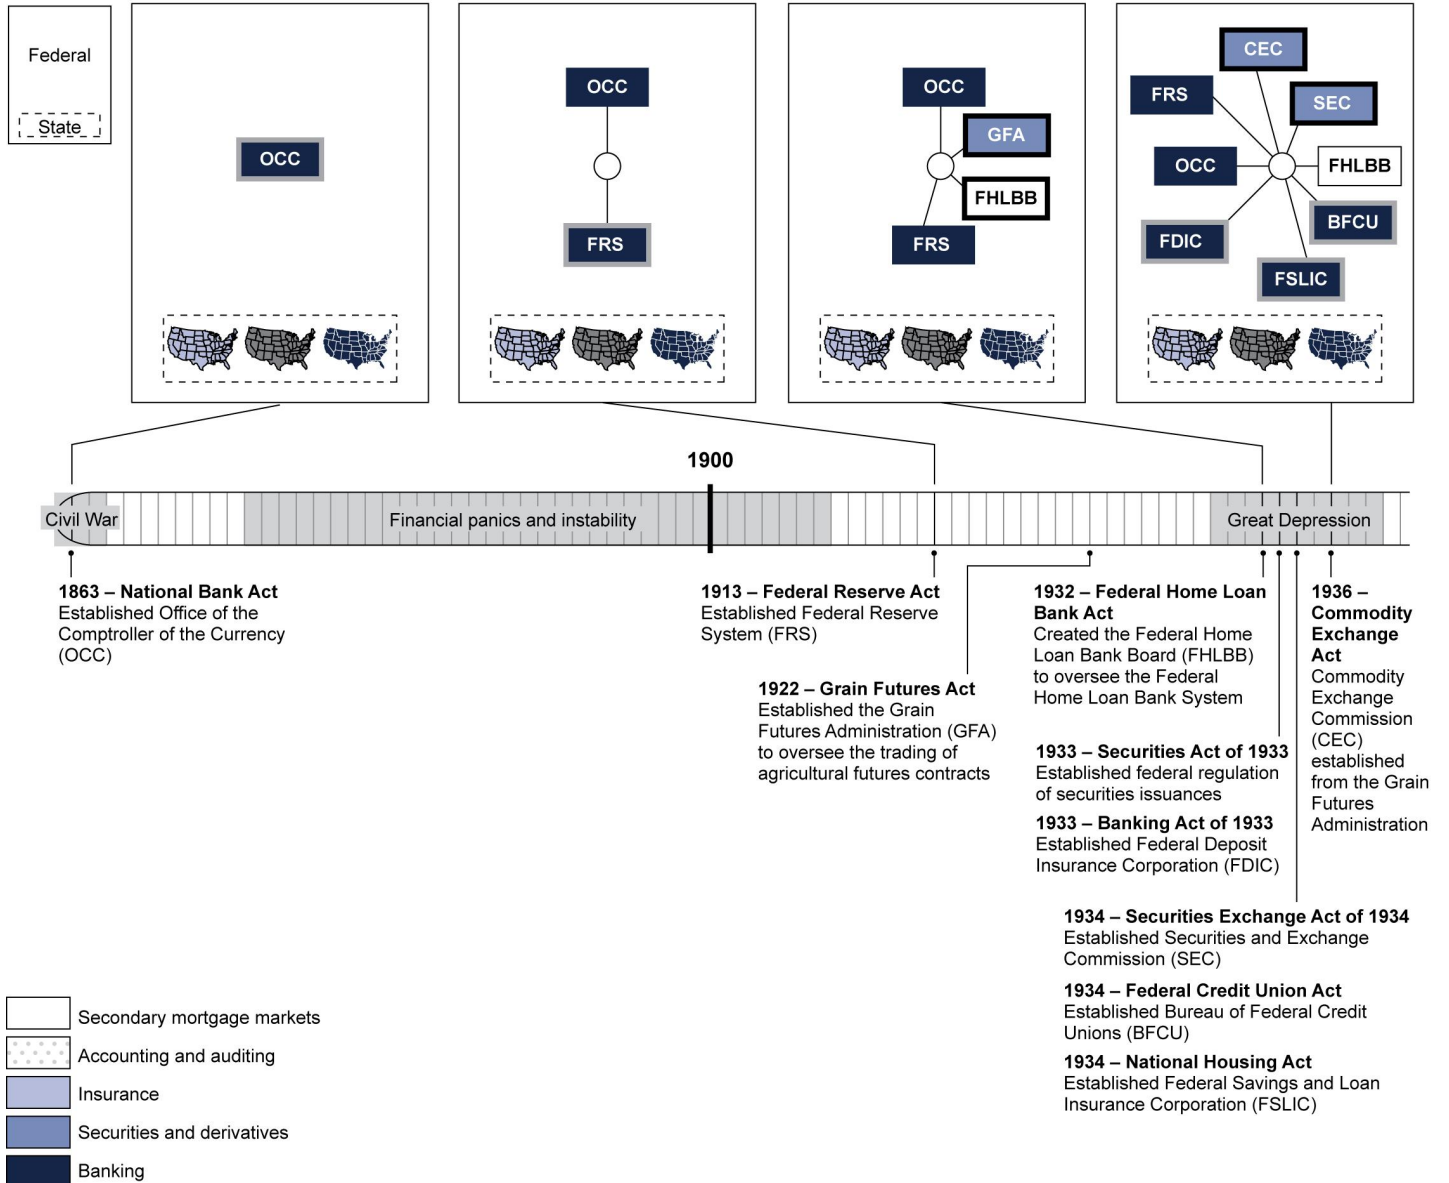 Federal
State
OCC
OCC
FRS
OCC
GFA
FHLBB
FRS
CEC
FRS
SEC
OCC
FHLBB
BFCU
FDIC
FSLIC
1900
Civil War
Financial panics and instability
Great Depression
1863 – National Bank Act
Established Office of the
Comptroller of the Currency
(OCC)
1913 – Federal Reserve Act
Established Federal Reserve
System (FRS)
1922 – Grain Futures Act
Established the Grain
Futures Administration (GFA)
to oversee the trading of
agricultural futures contracts
1932 – Federal Home Loan
Bank Act
Created the Federal Home
Loan Bank Board (FHLBB)
to oversee the Federal
Home Loan Bank System
1933 – Securities Act of 1933
Established federal regulation
of securities issuances
1933 – Banking Act of 1933
Established Federal Deposit
Insurance Corporation (FDIC)
1934 – Securities Exchange Act of 1934
Established Securities and Exchange
Commission (SEC)
1934 – Federal Credit Union Act
Established Bureau of Federal Credit
Unions (BFCU)
1934 – National Housing Act
Established Federal Savings and Loan
Insurance Corporation (FSLIC)
1936 –
Commodity
Exchange
Act
Commodity
Exchange
Commission
(CEC)
established
from the Grain
Futures
Administration
Secondary mortgage markets
Accounting and auditing
Insurance
Securities and derivatives
Banking